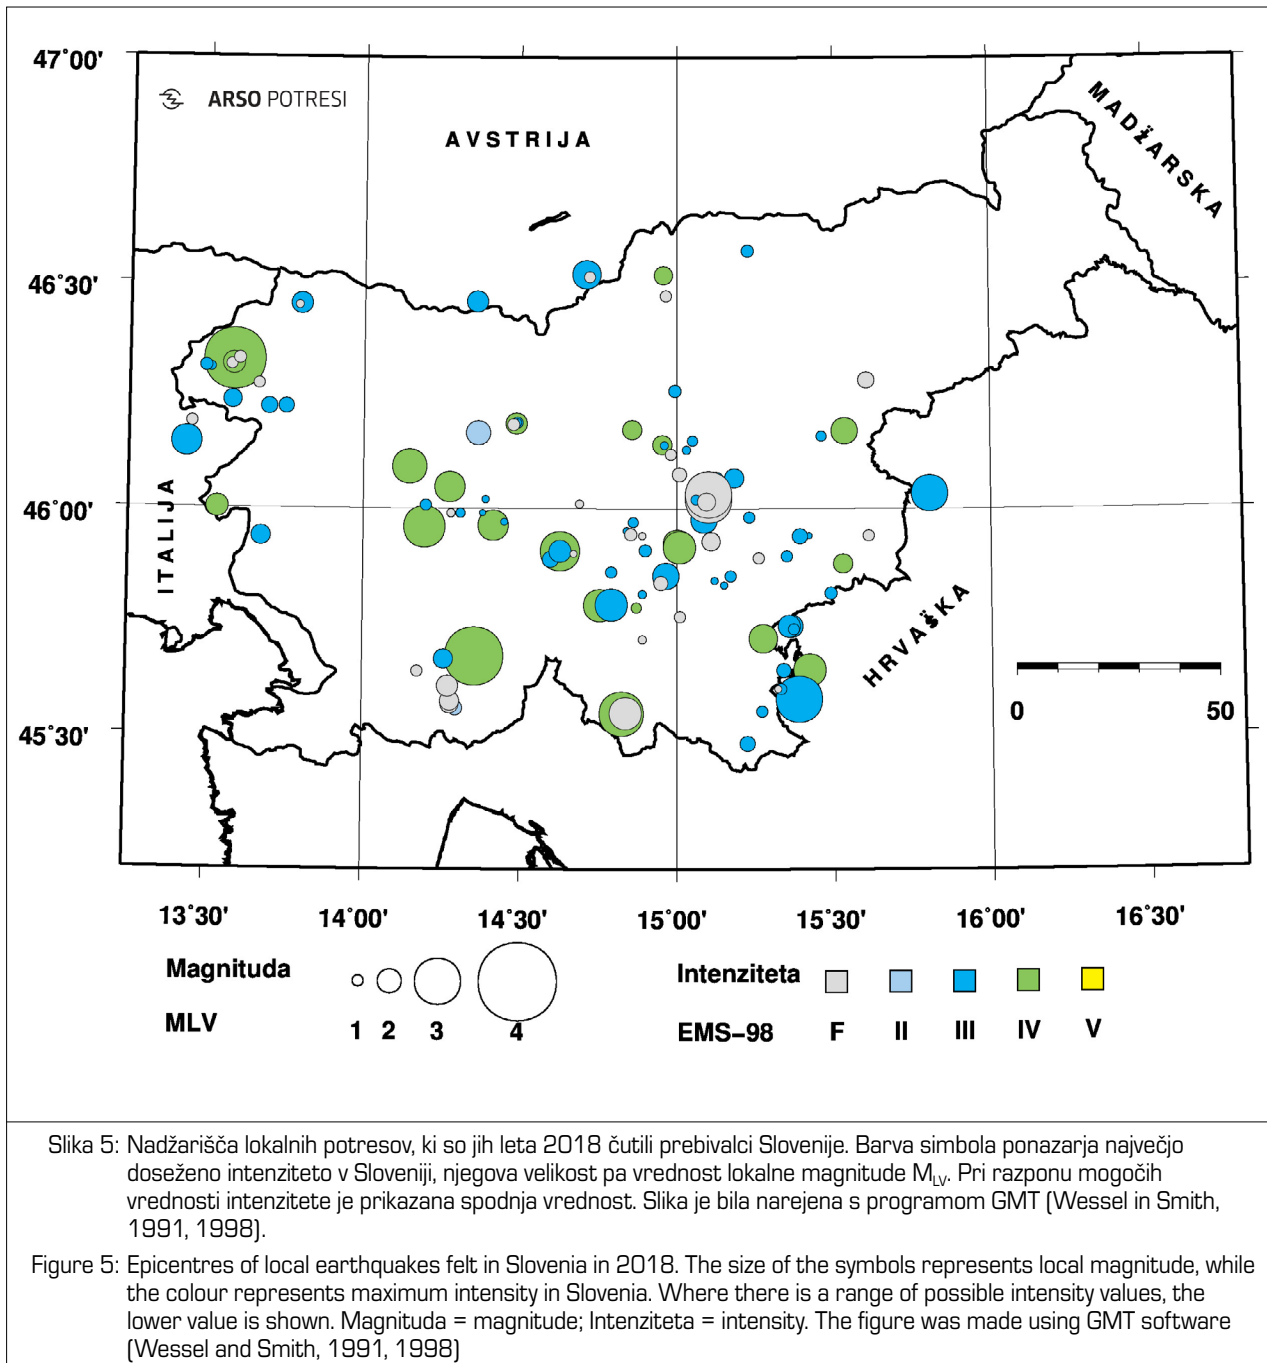 47°00'
ARSO POTRESI
AVSTRIJA
MADŽARSKA
46°30'
46°00'
ITALIJA
HRVAŠKA
45°30'
0 50
13°30' 14°00' 14°30' 15°00' 15°30' 16°00' 16°30'
Magnituda
MLV
1 2 3 4
Intenziteta
EMS–98 F II III IV V
Slika 5: Nadžarišča lokalnih potresov, ki so jih leta 2018 čutili prebivalci Slovenije. Barva simbola ponazarja največjo
doseženo intenziteto v Sloveniji, njegova velikost pa vrednost lokalne magnitude MLV. Pri razponu mogočih
vrednosti intenzitete je prikazana spodnja vrednost. Slika je bila narejena s programom GMT (Wessel in Smith,
1991, 1998).
Figure 5: Epicentres of local earthquakes felt in Slovenia in 2018. The size of the symbols represents local magnitude, while
the colour represents maximum intensity in Slovenia. Where there is a range of possible intensity values, the
lower value is shown. Magnituda = magnitude; Intenziteta = intensity. The figure was made using GMT software
(Wessel and Smith, 1991, 1998)